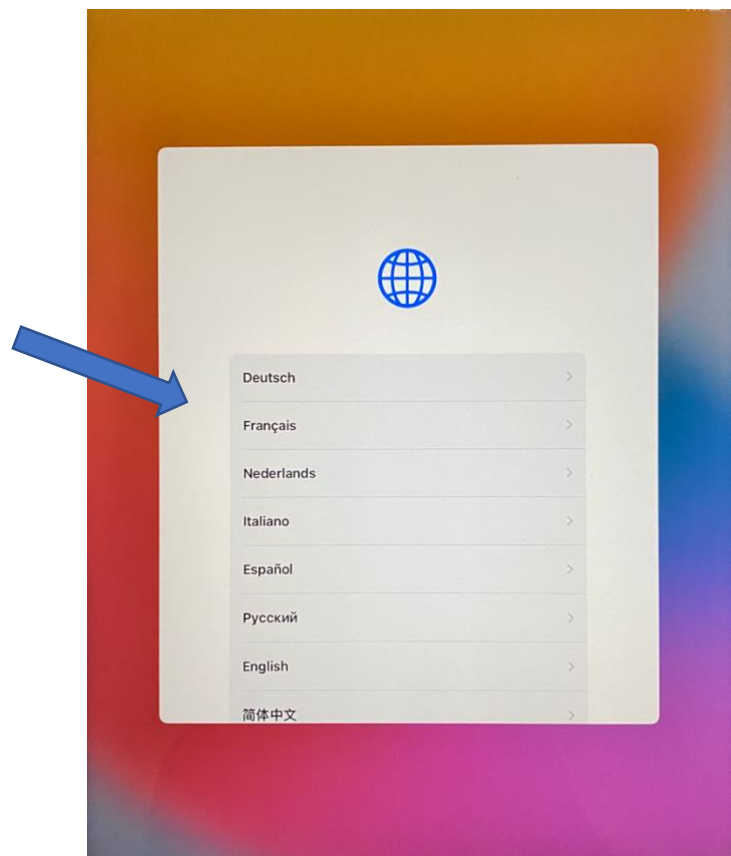 Deutsch
Français
Nederlands
Italiano
Español
Русский
English
简体中文